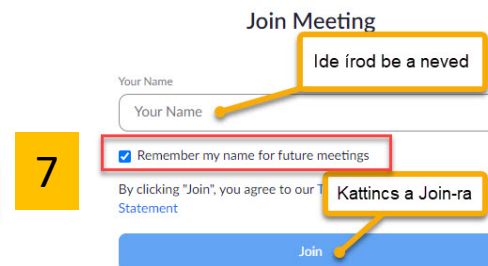 Join Meeting
Ide írod be a neved
Your Name
Your Name
7
Remember my name for future meetings
By clicking "Join", you agree to our
Statement
Kattincs a Join-ra
Join